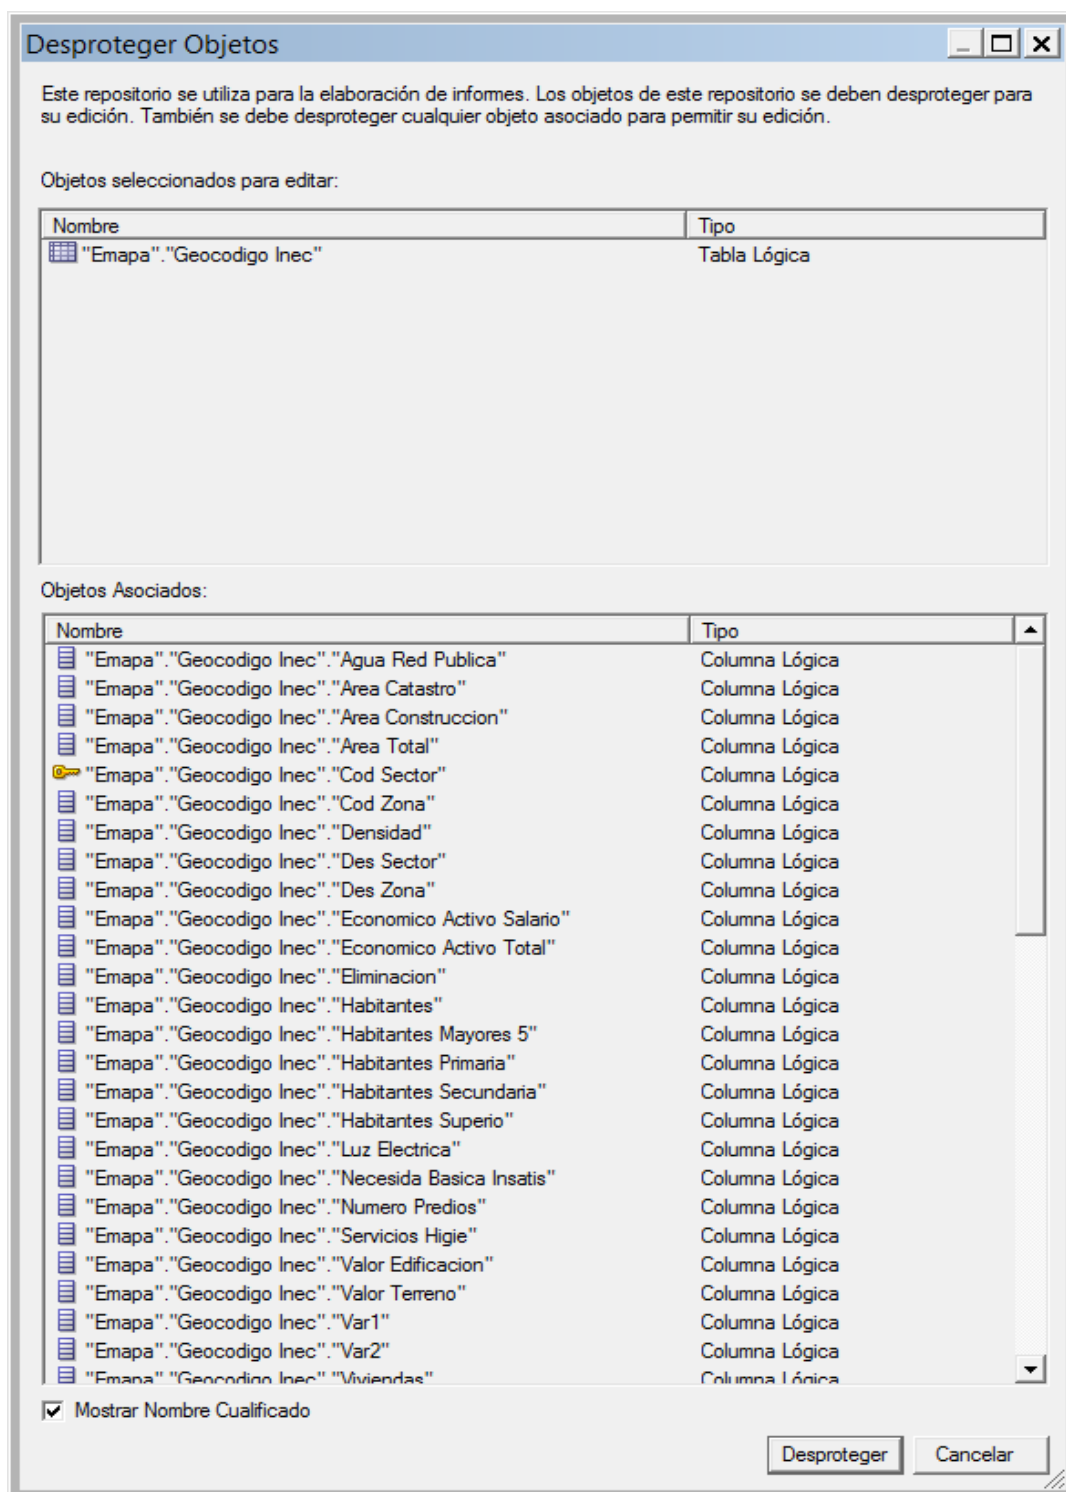 Desproteger Objetos
Este repositorio se utiliza para la elaboración de informes. Los objetos de este repositorio se deben desproteger para
su edición. También se debe desproteger cualquier objeto asociado para permitir su edición.
Objetos seleccionados para editar:
Nombre Tipo
"Emapa"."Geocodigo Inec" Tabla Lógica
Objetos Asociados:
Nombre Tipo
"Emapa"."Geocodigo Inec"."Agua Red Publica" Columna Lógica
"Emapa"."Geocodigo Inec"."Area Catastro" Columna Lógica
"Emapa"."Geocodigo Inec"."Area Construccion" Columna Lógica
"Emapa"."Geocodigo Inec"."Area Total" Columna Lógica
"Emapa"."Geocodigo Inec"."Cod Sector" Columna Lógica
"Emapa"."Geocodigo Inec"."Cod Zona" Columna Lógica
"Emapa"."Geocodigo Inec"."Densidad" Columna Lógica
"Emapa"."Geocodigo Inec"."Des Sector" Columna Lógica
"Emapa"."Geocodigo Inec"."Des Zona" Columna Lógica
"Emapa"."Geocodigo Inec"."Economico Activo Salario" Columna Lógica
"Emapa"."Geocodigo Inec"."Economico Activo Total" Columna Lógica
"Emapa"."Geocodigo Inec"."Eliminacion" Columna Lógica
"Emapa"."Geocodigo Inec"."Habitantes" Columna Lógica
"Emapa"."Geocodigo Inec"."Habitantes Mayores 5" Columna Lógica
"Emapa"."Geocodigo Inec"."Habitantes Primaria" Columna Lógica
"Emapa"."Geocodigo Inec"."Habitantes Secundaria" Columna Lógica
"Emapa"."Geocodigo Inec"."Habitantes Superio" Columna Lógica
"Emapa"."Geocodigo Inec"."Luz Electrica" Columna Lógica
"Emapa"."Geocodigo Inec"."Necesida Basica Insatis" Columna Lógica
"Emapa"."Geocodigo Inec"."Numero Predios" Columna Lógica
"Emapa"."Geocodigo Inec"."Servicios Higie" Columna Lógica
"Emapa"."Geocodigo Inec"."Valor Edificacion" Columna Lógica
"Emapa"."Geocodigo Inec"."Valor Terreno" Columna Lógica
"Emapa"."Geocodigo Inec"."Var1" Columna Lógica
"Emapa"."Geocodigo Inec"."Var2" Columna Lógica
"Emapa"."Geocodigo Inec"."Viviendas" Columna Lógica
Mostrar Nombre Cualificado
Desproteger Cancelar